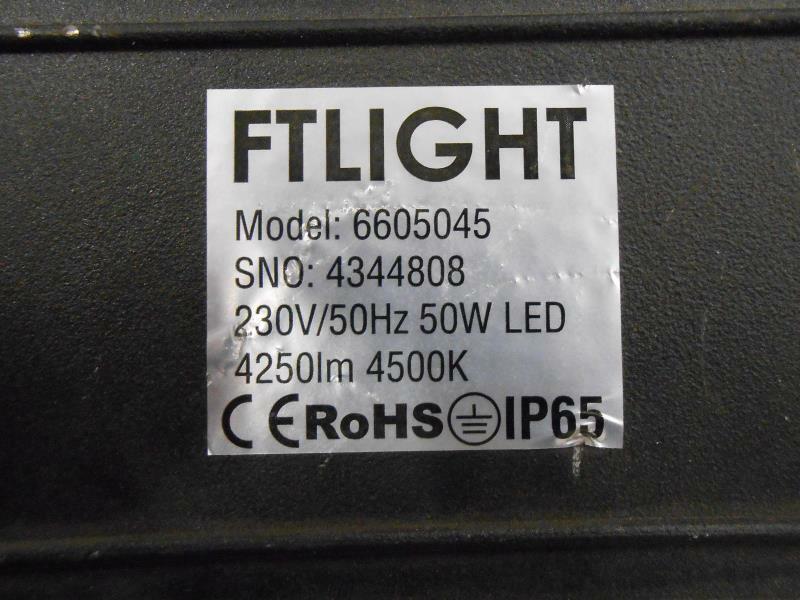 FTLIGHT
Model: 6605045
SNO: 4344808
230V/50Hz 50W LED
4250lm 4500K
CE RoHS IP65